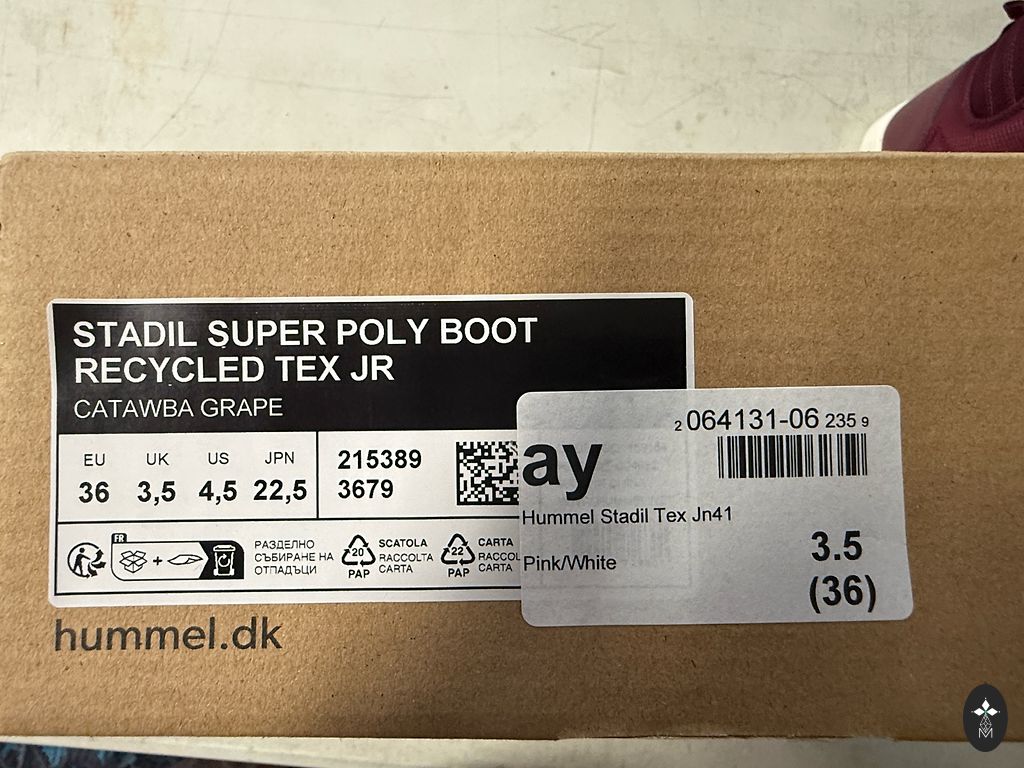 STADIL SUPER POLY BOOT
RECYCLED TEX JR
CATAWBA GRAPE
EU UK US JPN
36 3,5 4,5 22,5
215389
3679
FR
РАЗДЕЛНО
СЪБИРАНЕ НА
ОТПАДЪЦИ
20
PAP
SCATOLA
RACCOLTA
CARTA
22
PAP
CARTA
CARTA
hummel.dk
2 064131-06 235 9
ay
Hummel Stadil Tex Jn41
Pink/White
3.5
(36)
M